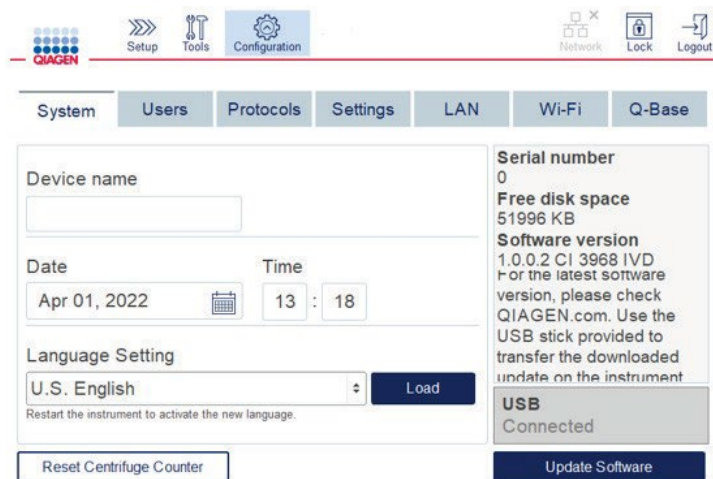 QIAGEN
Setup
Tools
Configuration
Network
Lock
Logout
System
Users
Protocols
Settings
LAN
Wi-Fi
Q-Base
Device name
Date
Time
Apr 01, 2022
13 : 18
Language Setting
U.S. English
Load
Restart the instrument to activate the new language.
Reset Centrifuge Counter
Serial number
0
Free disk space
51996 KB
Software version
1.0.0.2 CI 3968 IVD
For the latest software
version, please check
QIAGEN.com. Use the
USB stick provided to
transfer the downloaded
update on the instrument
USB
Connected
Update Software